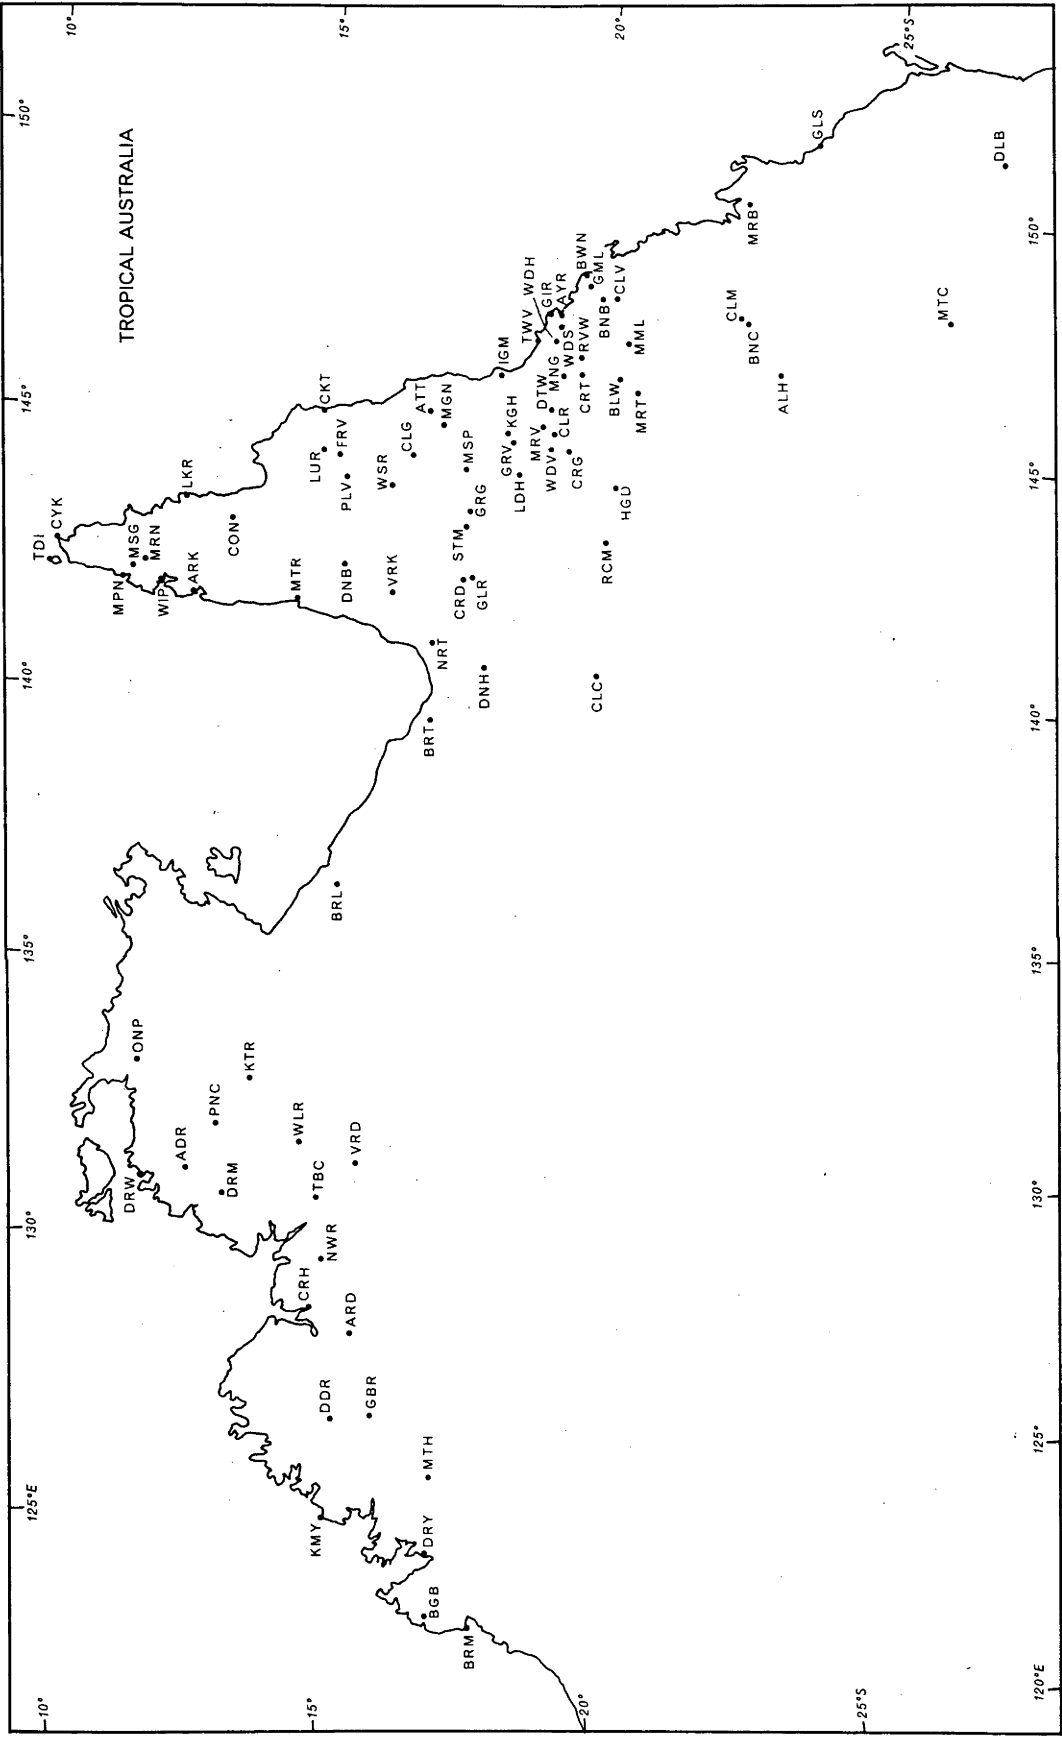 125°E
130°
135°
140°
145°
150°
10°
10°
TROPICAL AUSTRALIA
TDI
CYK
MPN
MSG
MRN
WIP
LKR
ARK
CON
DRW
ONP
ADR
PNC
DRM
KTR
MTR
CKT
LUR
FRV
DNB
PLV
WLR
TBC
VRD
CRH
NWR
ARD
KMY
DDR
GBR
BRL
15°
15°
VRK
WSR
CLG
ATT
MGN
BRT
NRT
DNH
CRD
GLR
STM
GRG
MSP
IGM
MTH
DRY
BGB
BRM
GRV
KGH
LDH
TWV
WDH
MRV
DTW
WDV
CLR
MNG
WDS
GIR
AYR
CRG
CRT
RVW
BWN
GML
BNB
CLV
CLC
RCM
HGD
BLW
MRT
MML
20°
20°
CLM
BNC
MRB
ALH
GLS
MTC
DLB
25°S
25°S
120°E
125°
130°
135°
140°
145°
150°